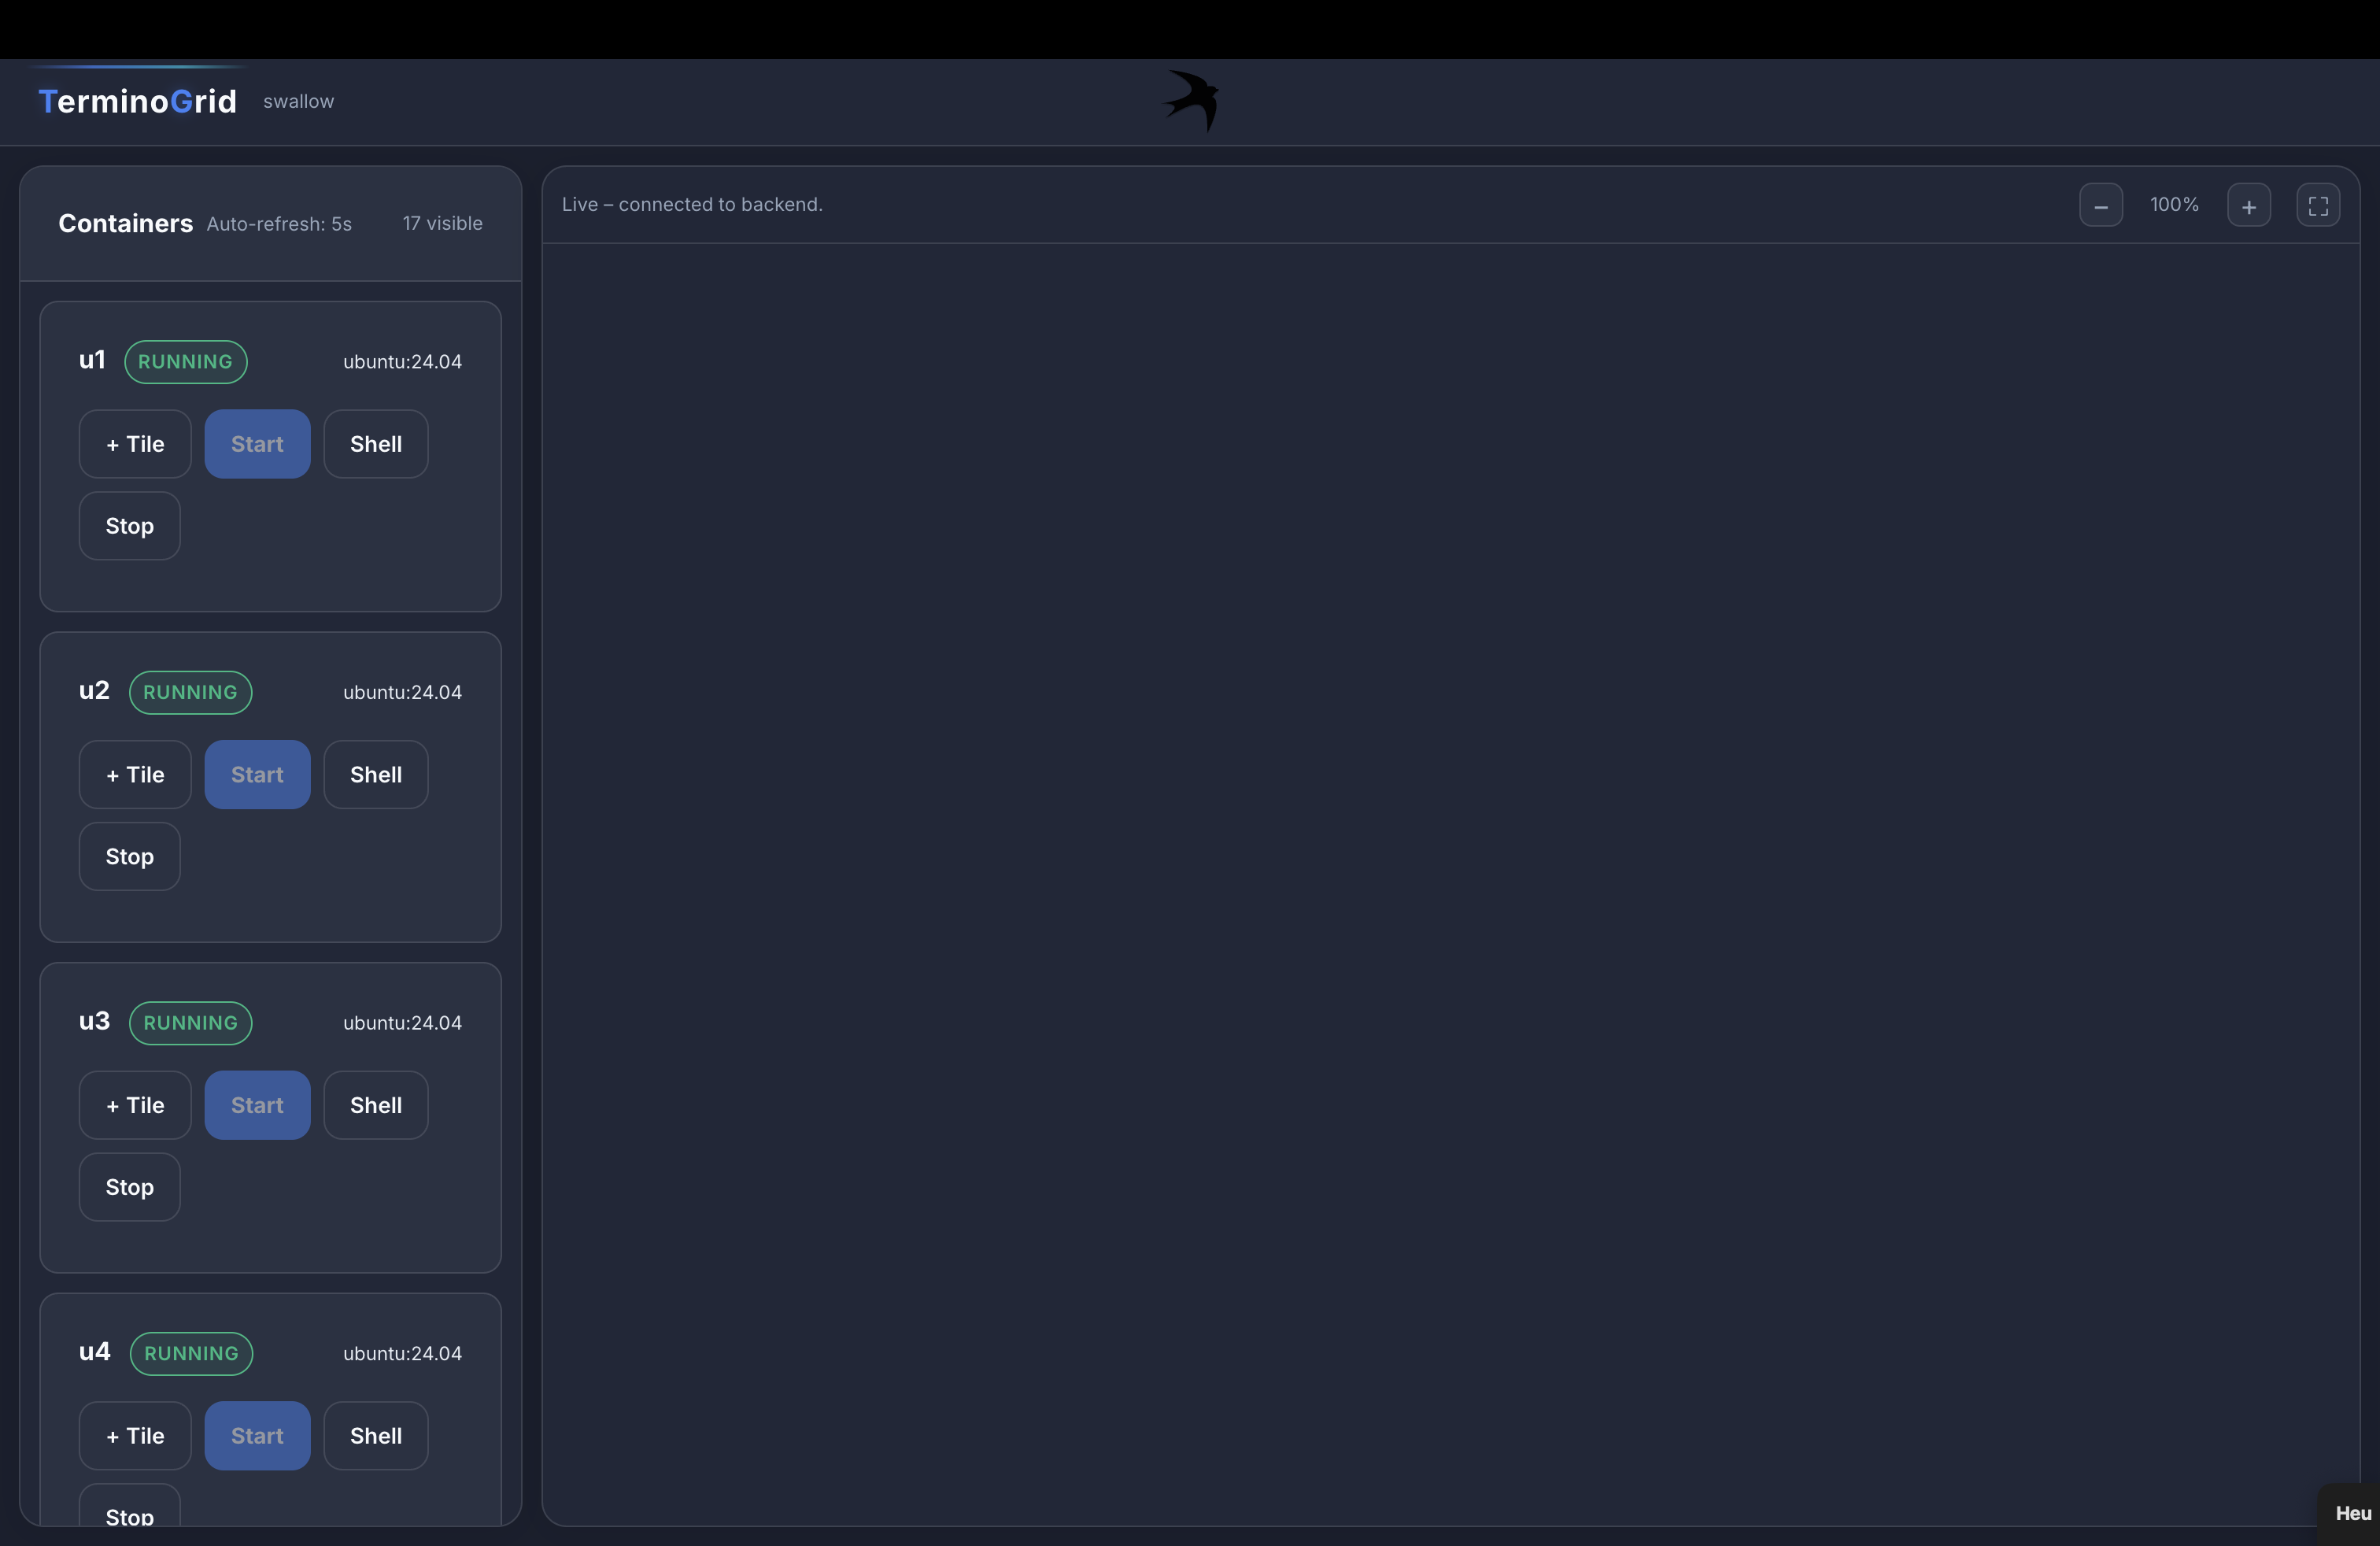 TerminoGrid swallow
Containers Auto-refresh: 5s 17 visible
u1 RUNNING ubuntu:24.04
+ Tile Start Shell
Stop
u2 RUNNING ubuntu:24.04
+ Tile Start Shell
Stop
u3 RUNNING ubuntu:24.04
+ Tile Start Shell
Stop
u4 RUNNING ubuntu:24.04
+ Tile Start Shell
Stop
Live – connected to backend. − 100% +
Heu